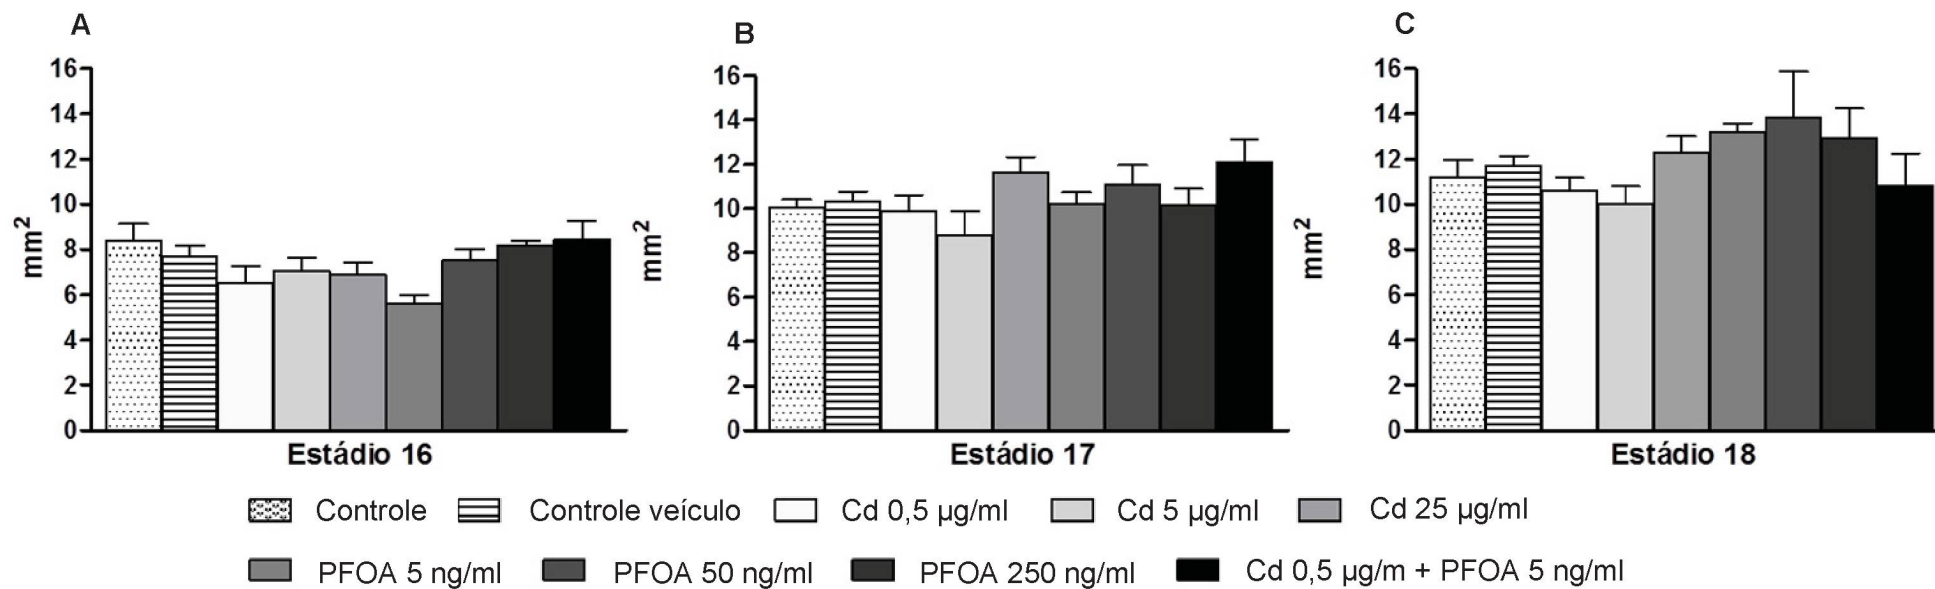 A
B
C
16
14
12
10
8
6
4
2
0
mm²
Estádio 16
16
14
12
10
8
6
4
2
0
mm²
Estádio 17
16
14
12
10
8
6
4
2
0
mm²
Estádio 18
Controle Controle veículo Cd 0,5 µg/ml Cd 5 µg/ml Cd 25 µg/ml
PFOA 5 ng/ml PFOA 50 ng/ml PFOA 250 ng/ml Cd 0,5 µg/m + PFOA 5 ng/ml